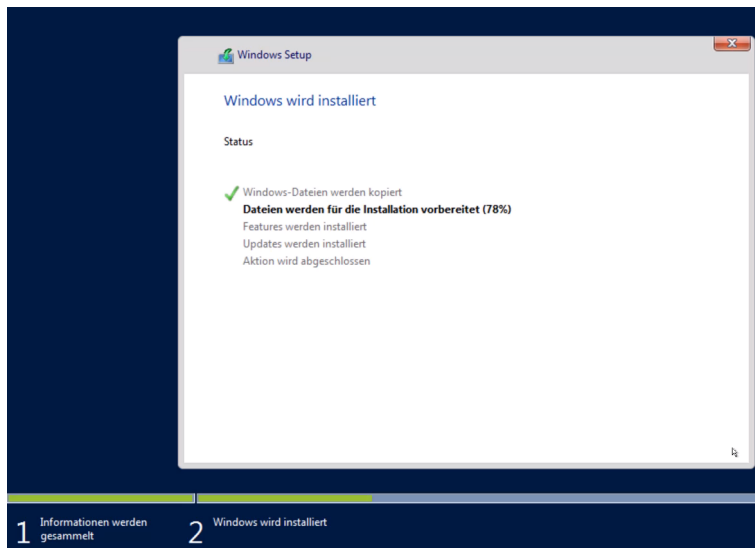 Windows Setup
Windows wird installiert
Status
Windows-Dateien werden kopiert
Dateien werden für die Installation vorbereitet (78%)
Features werden installiert
Updates werden installiert
Aktion wird abgeschlossen
1 Informationen werden
gesammelt
2 Windows wird installiert